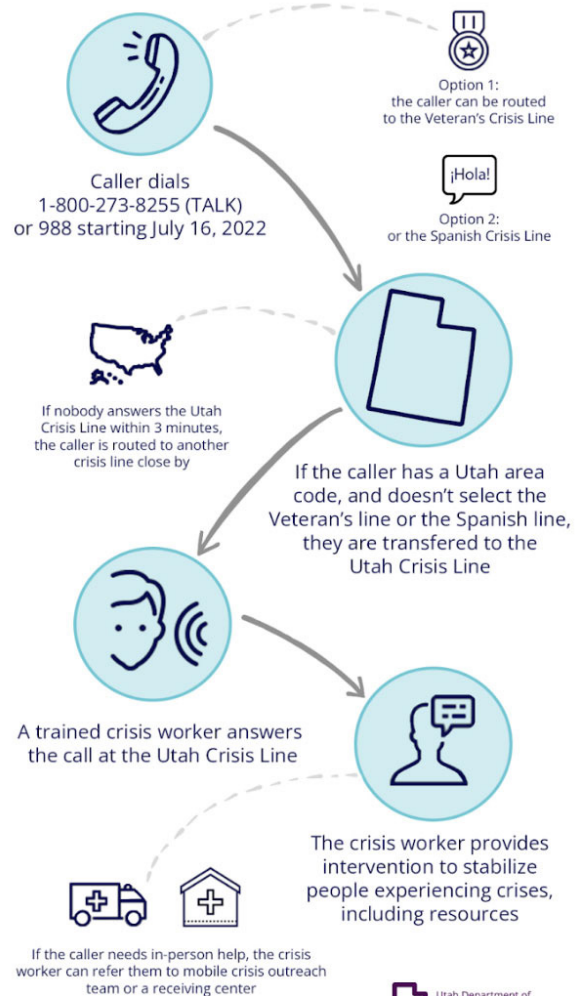 Option 1:
the caller can be routed
to the Veteran's Crisis Line
Caller dials
1-800-273-8255 (TALK)
or 988 starting July 16, 2022
¡Hola!
Option 2:
or the Spanish Crisis Line
If nobody answers the Utah
Crisis Line within 3 minutes,
the caller is routed to another
crisis line close by
If the caller has a Utah area
code, and doesn't select the
Veteran's line or the Spanish line,
they are transfered to the
Utah Crisis Line
A trained crisis worker answers
the call at the Utah Crisis Line
The crisis worker provides
intervention to stabilize
people experiencing crises,
including resources
If the caller needs in-person help, the crisis
worker can refer them to mobile crisis outreach
team or a receiving center
Utah Department of